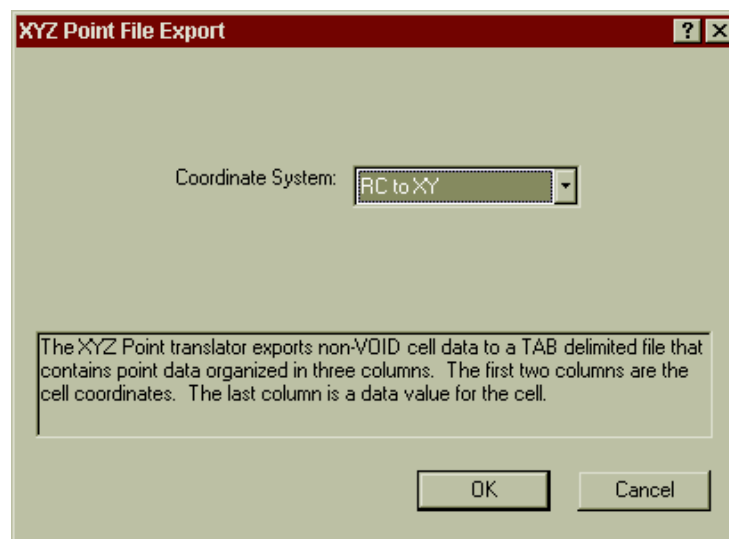 XYZ Point File Export
Coordinate System: RC to XY
The XYZ Point translator exports non-VOID cell data to a TAB delimited file that
contains point data organized in three columns.  The first two columns are the
cell coordinates.  The last column is a data value for the cell.
OK Cancel